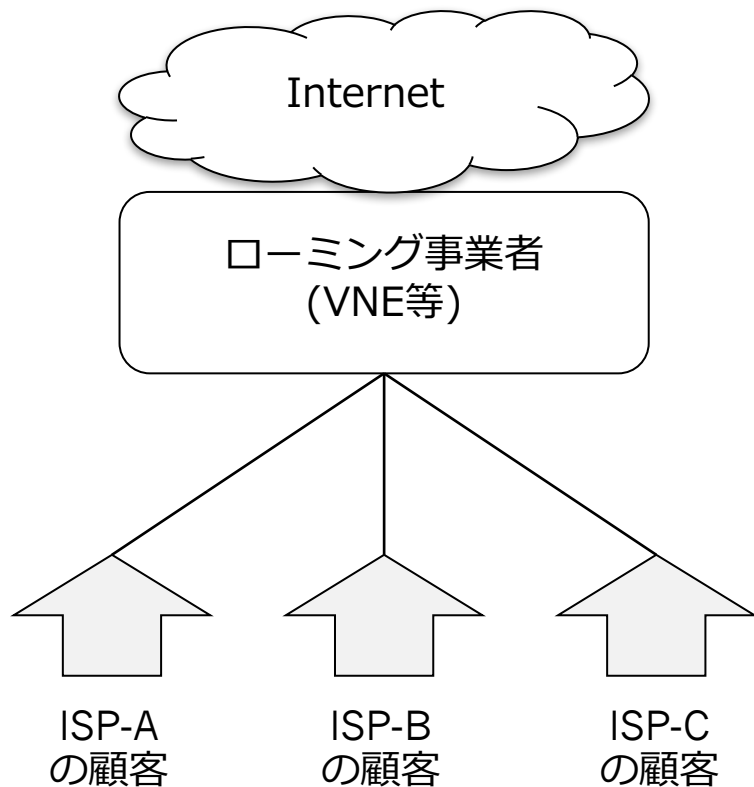 Internet
ローミング事業者
(VNE等)
ISP-A
の顧客
ISP-B
の顧客
ISP-C
の顧客